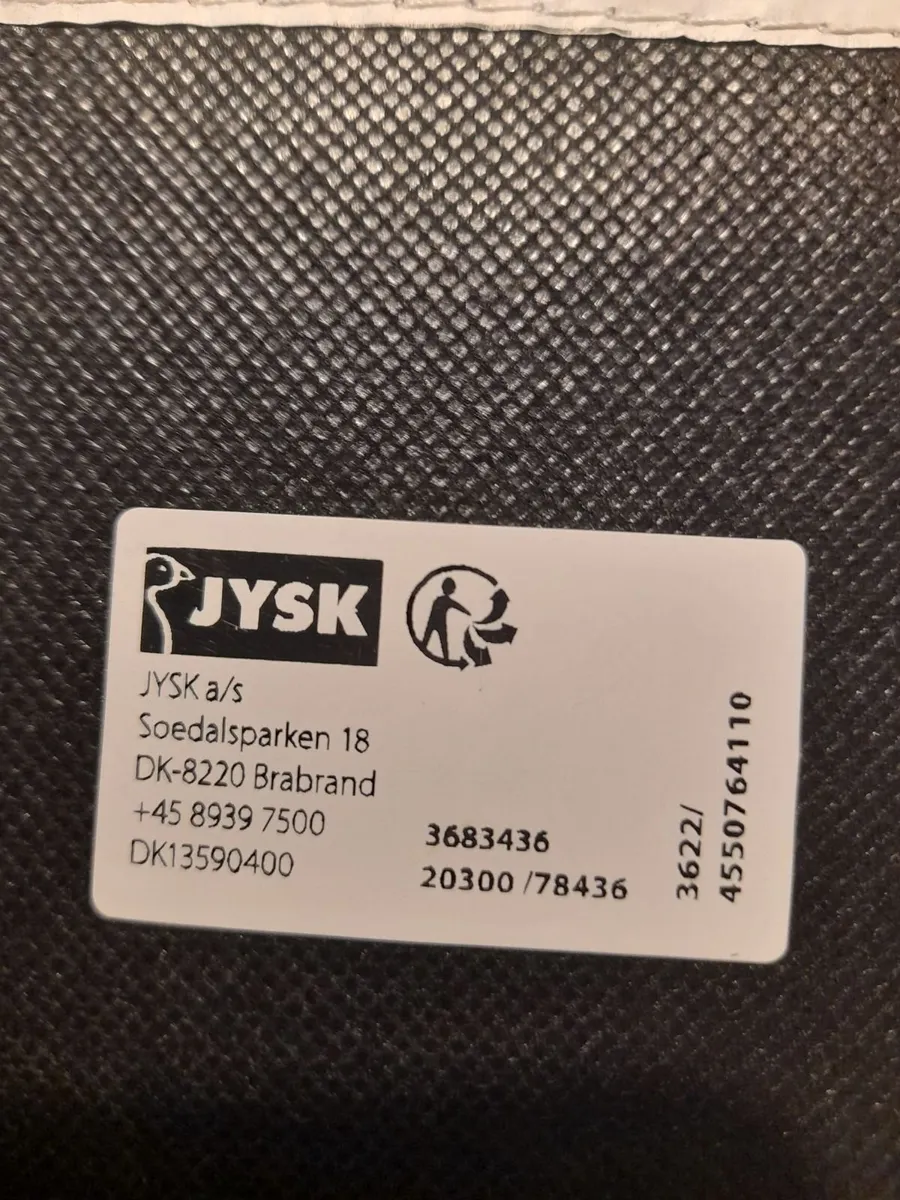 JYSK
JYSK a/s
Soedalsparken 18
DK-8220 Brabrand
+45 8939 7500
DK13590400
3683436
20300 /78436
3622/
4550764110